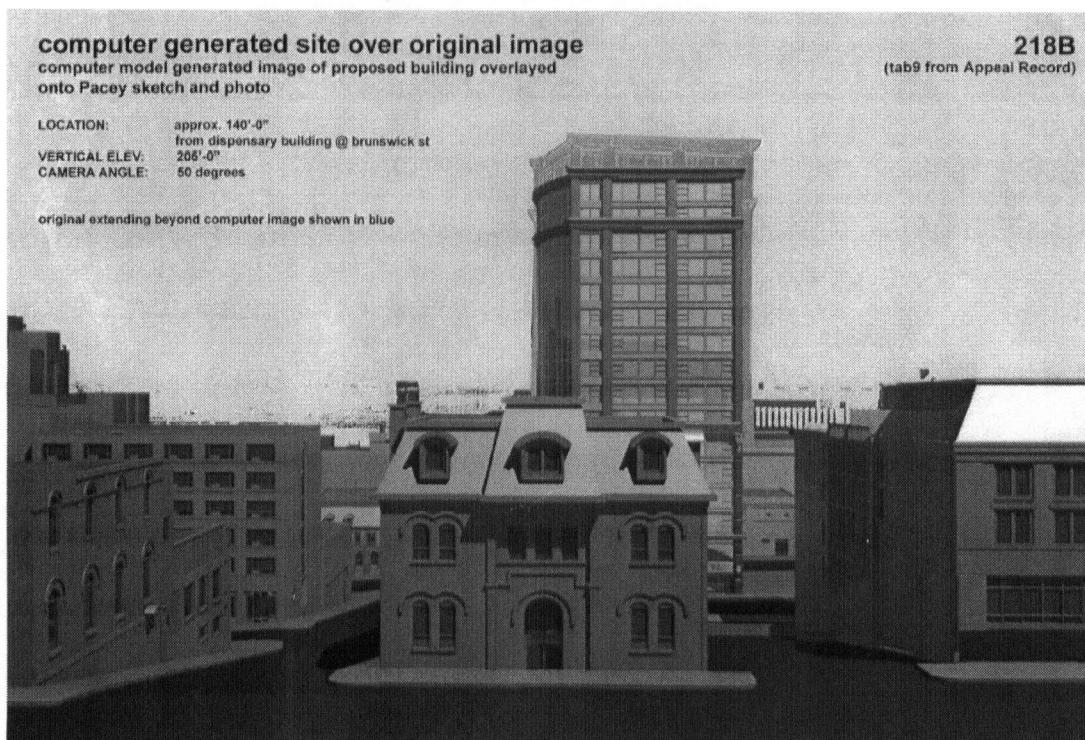 computer generated site over original image
computer model generated image of proposed building overlayed
onto Pacey sketch and photo
218B
(tab9 from Appeal Record)
LOCATION: approx. 140'-0"
from dispensary building @ brunswick st
VERTICAL ELEV: 206'-0"
CAMERA ANGLE: 50 degrees
original extending beyond computer image shown in blue